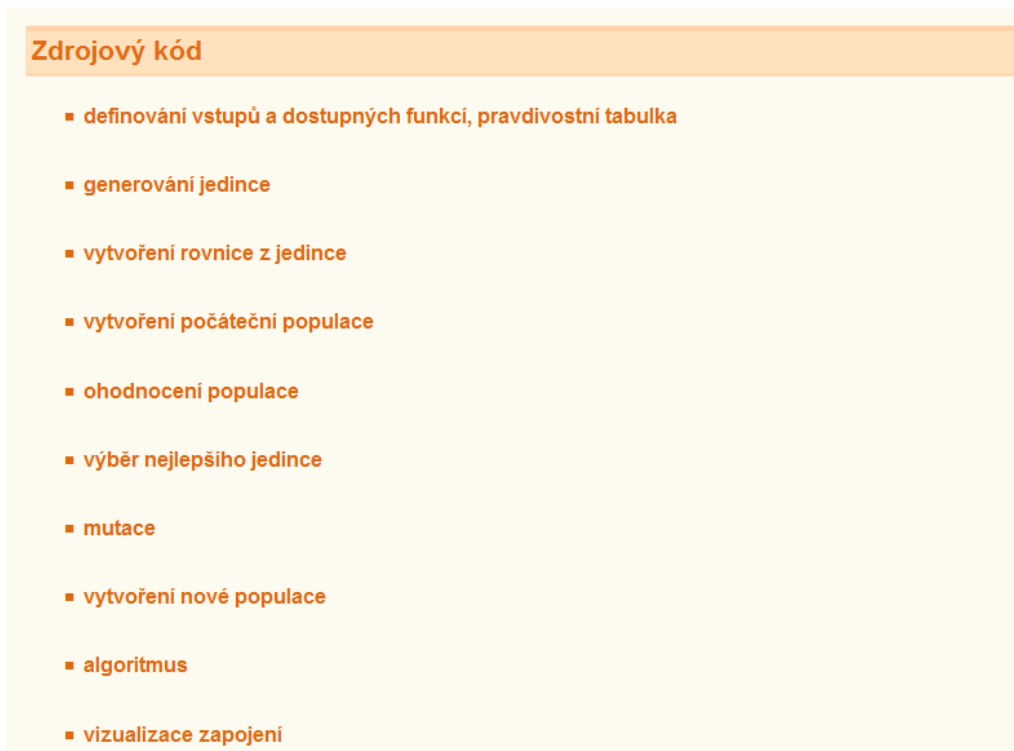 Zdrojový kód
definování vstupů a dostupných funkcí, pravdivostní tabulka
generování jedince
vytvoření rovnice z jedince
vytvoření počáteční populace
ohodnocení populace
výběr nejlepšího jedince
mutace
vytvoření nové populace
algoritmus
vizualizace zapojení